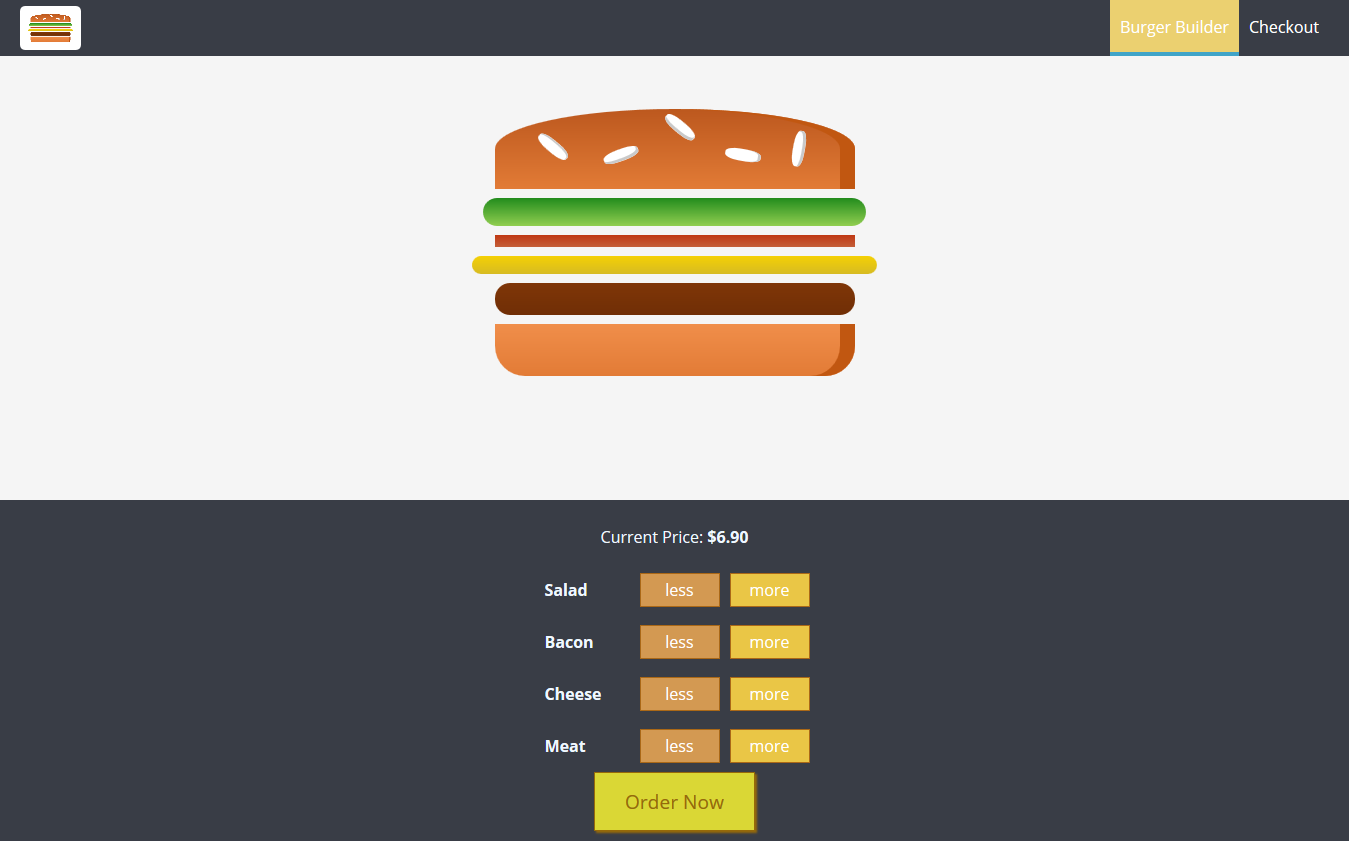 Burger Builder Checkout
Current Price: $6.90
Salad less more
Bacon less more
Cheese less more
Meat less more
Order Now